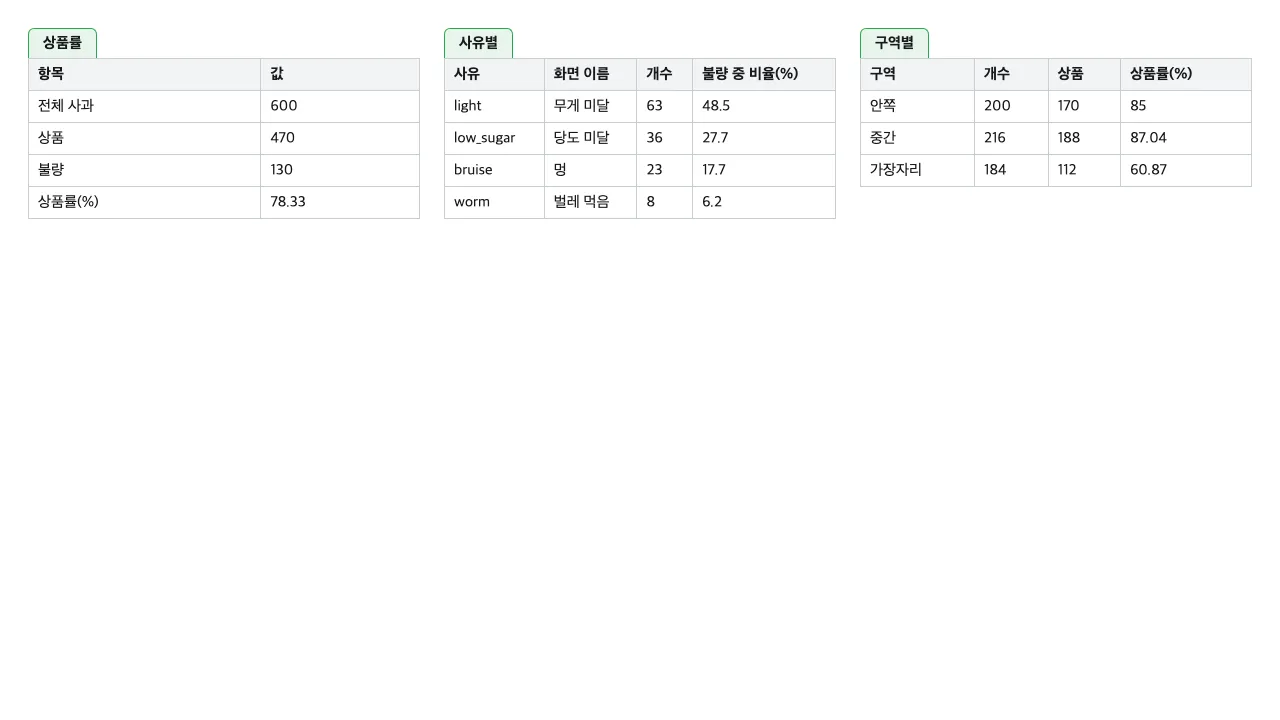 상품률
항목 값
전체 사과 600
상품 470
불량 130
상품률(%) 78.33
사유별
사유 화면 이름 개수 불량 중 비율(%)
light 무게 미달 63 48.5
low_sugar 당도 미달 36 27.7
bruise 멍 23 17.7
worm 벌레 먹음 8 6.2
구역별
구역 개수 상품 상품률(%)
안쪽 200 170 85
중간 216 188 87.04
가장자리 184 112 60.87